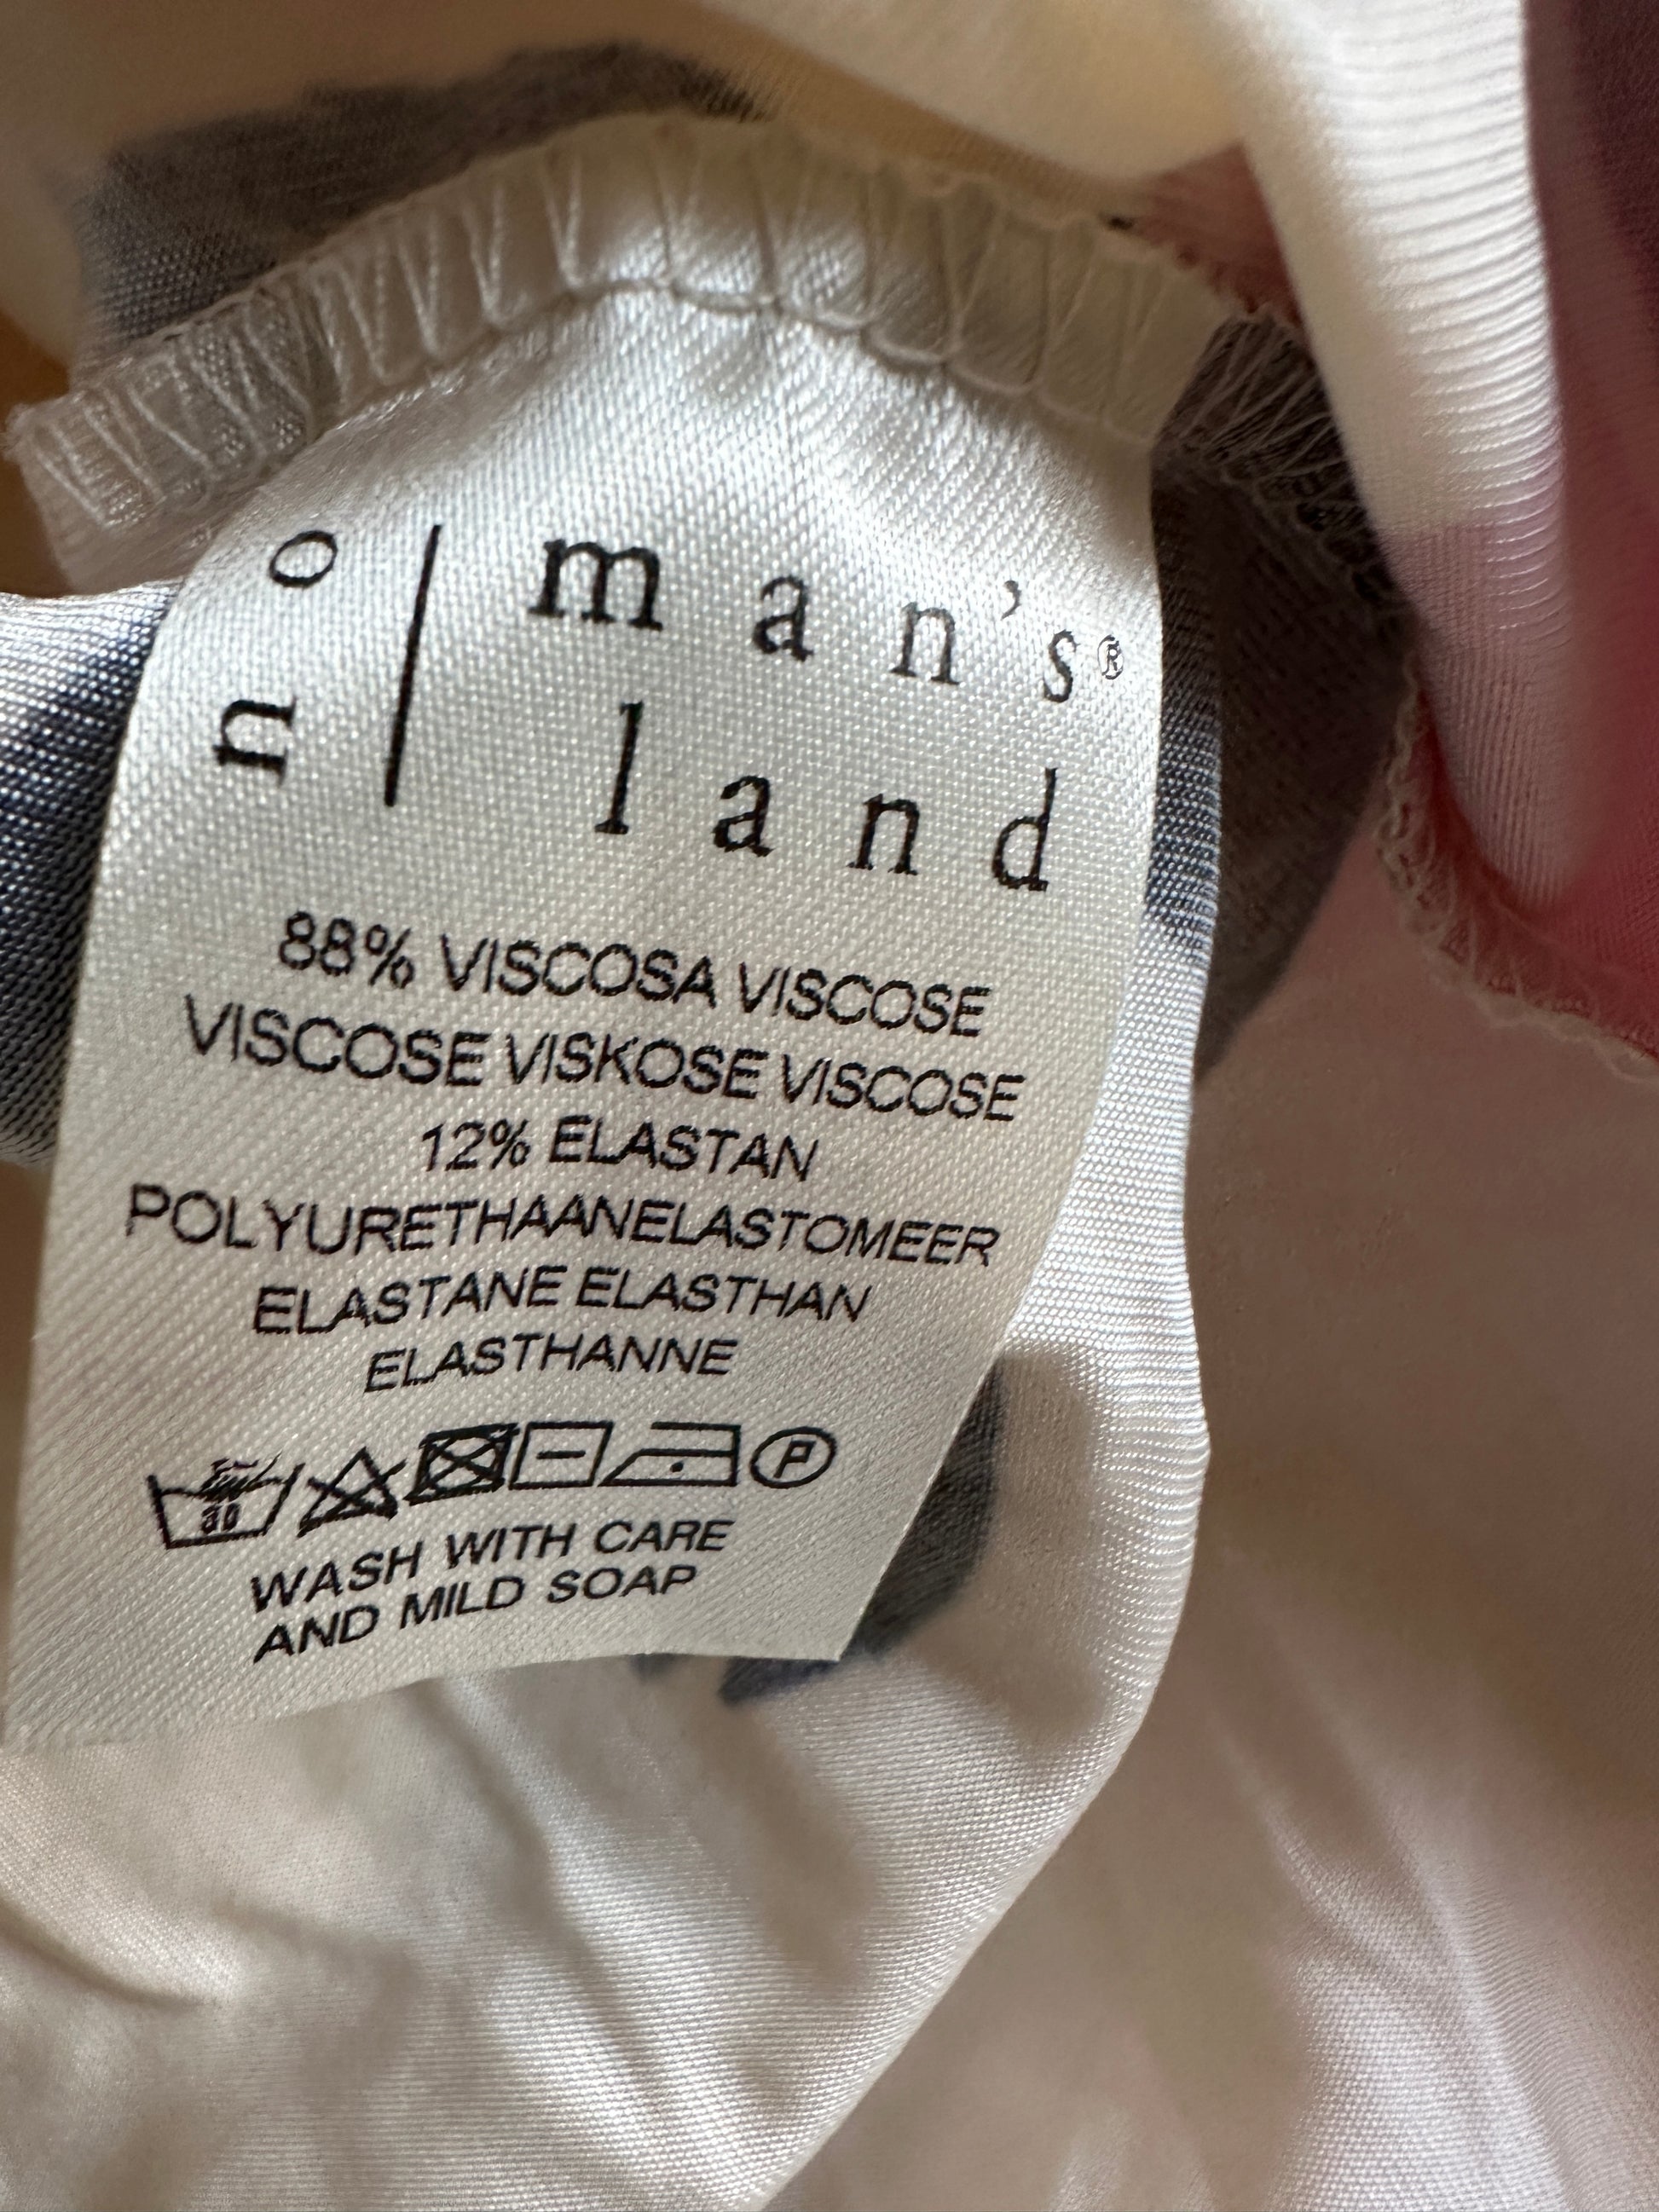 no
man's®
land
88% VISCOSA VISCOSE
VISCOSE VISKOSE VISCOSE
12% ELASTAN
POLYURETHAANELASTOMEER
ELASTANE ELASTHAN
ELASTHANNE
30
P
WASH WITH CARE
AND MILD SOAP